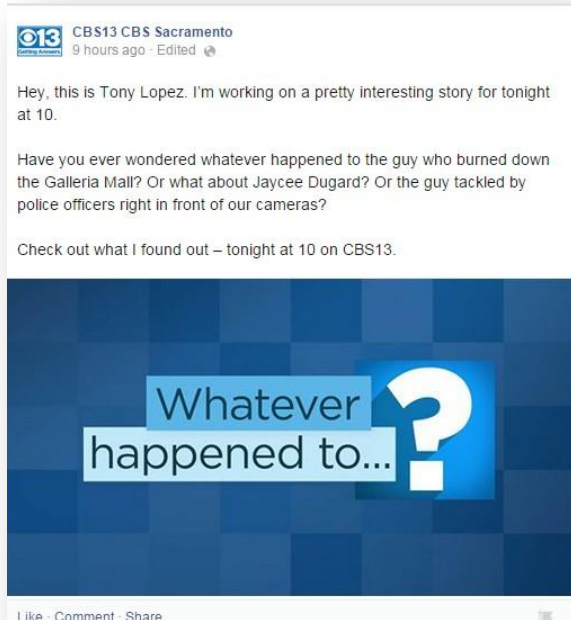 13
Getting Answers
CBS13 CBS Sacramento
9 hours ago · Edited
Hey, this is Tony Lopez. I'm working on a pretty interesting story for tonight
at 10.
Have you ever wondered whatever happened to the guy who burned down
the Galleria Mall? Or what about Jaycee Dugard? Or the guy tackled by
police officers right in front of our cameras?
Check out what I found out – tonight at 10 on CBS13.
Whatever
happened to...
?
Like · Comment · Share